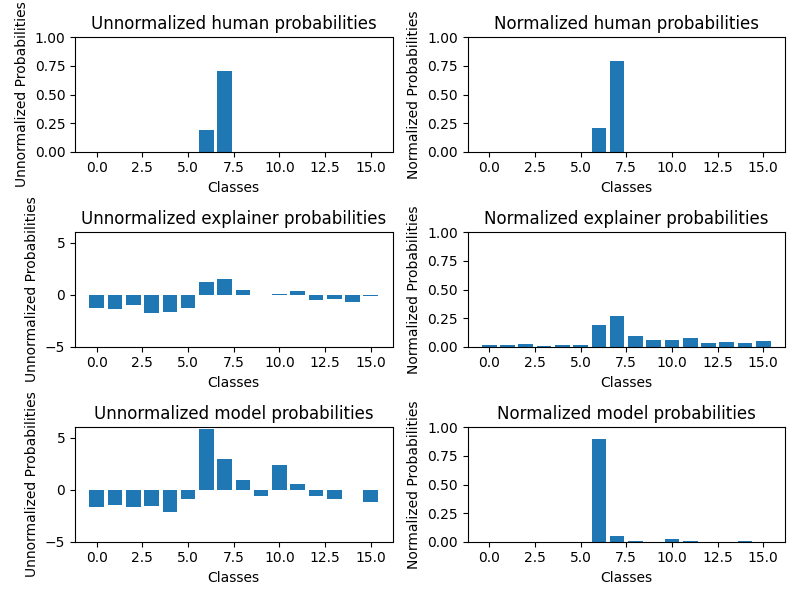 Unnormalized human probabilities
Unnormalized Probabilities
1.00
0.75
0.50
0.25
0.00
0.0 2.5 5.0 7.5 10.0 12.5 15.0
Classes
Normalized human probabilities
Normalized Probabilities
1.00
0.75
0.50
0.25
0.00
0.0 2.5 5.0 7.5 10.0 12.5 15.0
Classes
Unnormalized explainer probabilities
Unnormalized Probabilities
5
0
−5
0.0 2.5 5.0 7.5 10.0 12.5 15.0
Classes
Normalized explainer probabilities
Normalized Probabilities
1.00
0.75
0.50
0.25
0.00
0.0 2.5 5.0 7.5 10.0 12.5 15.0
Classes
Unnormalized model probabilities
Unnormalized Probabilities
5
0
−5
0.0 2.5 5.0 7.5 10.0 12.5 15.0
Classes
Normalized model probabilities
Normalized Probabilities
1.00
0.75
0.50
0.25
0.00
0.0 2.5 5.0 7.5 10.0 12.5 15.0
Classes